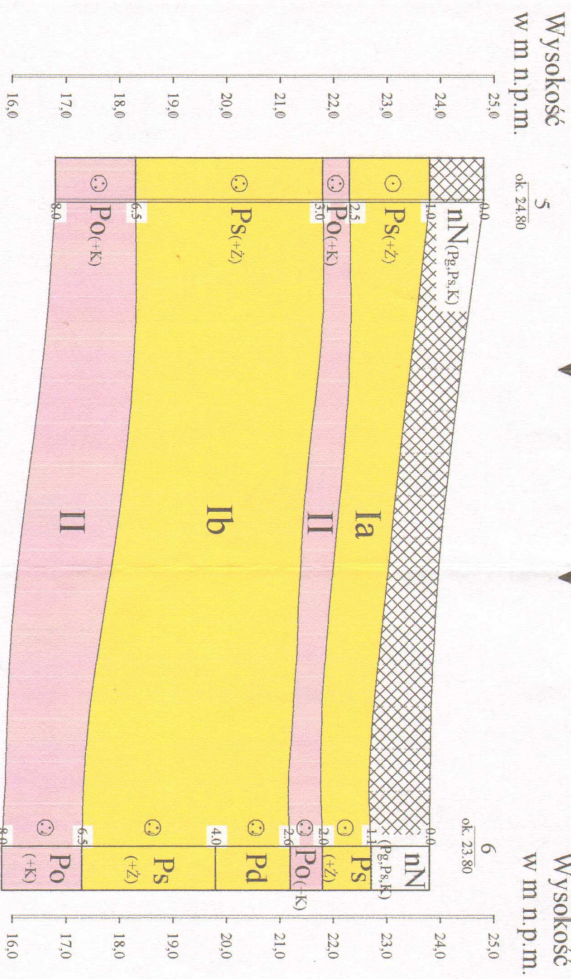 Wysokość
w m n.p.m.
25,0
24,0
23,0
22,0
21,0
20,0
19,0
18,0
17,0
16,0
5
ok. 24.80
0.0
nN(Pg,Ps,K)
1.0
Ps(+Ż)
2.5
Po(+K)
3.0
Ps(+Ż)
6.5
Po(+K)
8.0
Ia
II
Ib
II
6
ok. 23.80
0.0
nN
(Pg,Ps,K)
1.1
Ps
(+Ż)
2.0
Po(+K)
2.6
Pd
4.0
Ps
(+Ż)
6.5
Po
(+K)
8.0
Wysokość
w m n.p.m.
25,0
24,0
23,0
22,0
21,0
20,0
19,0
18,0
17,0
16,0